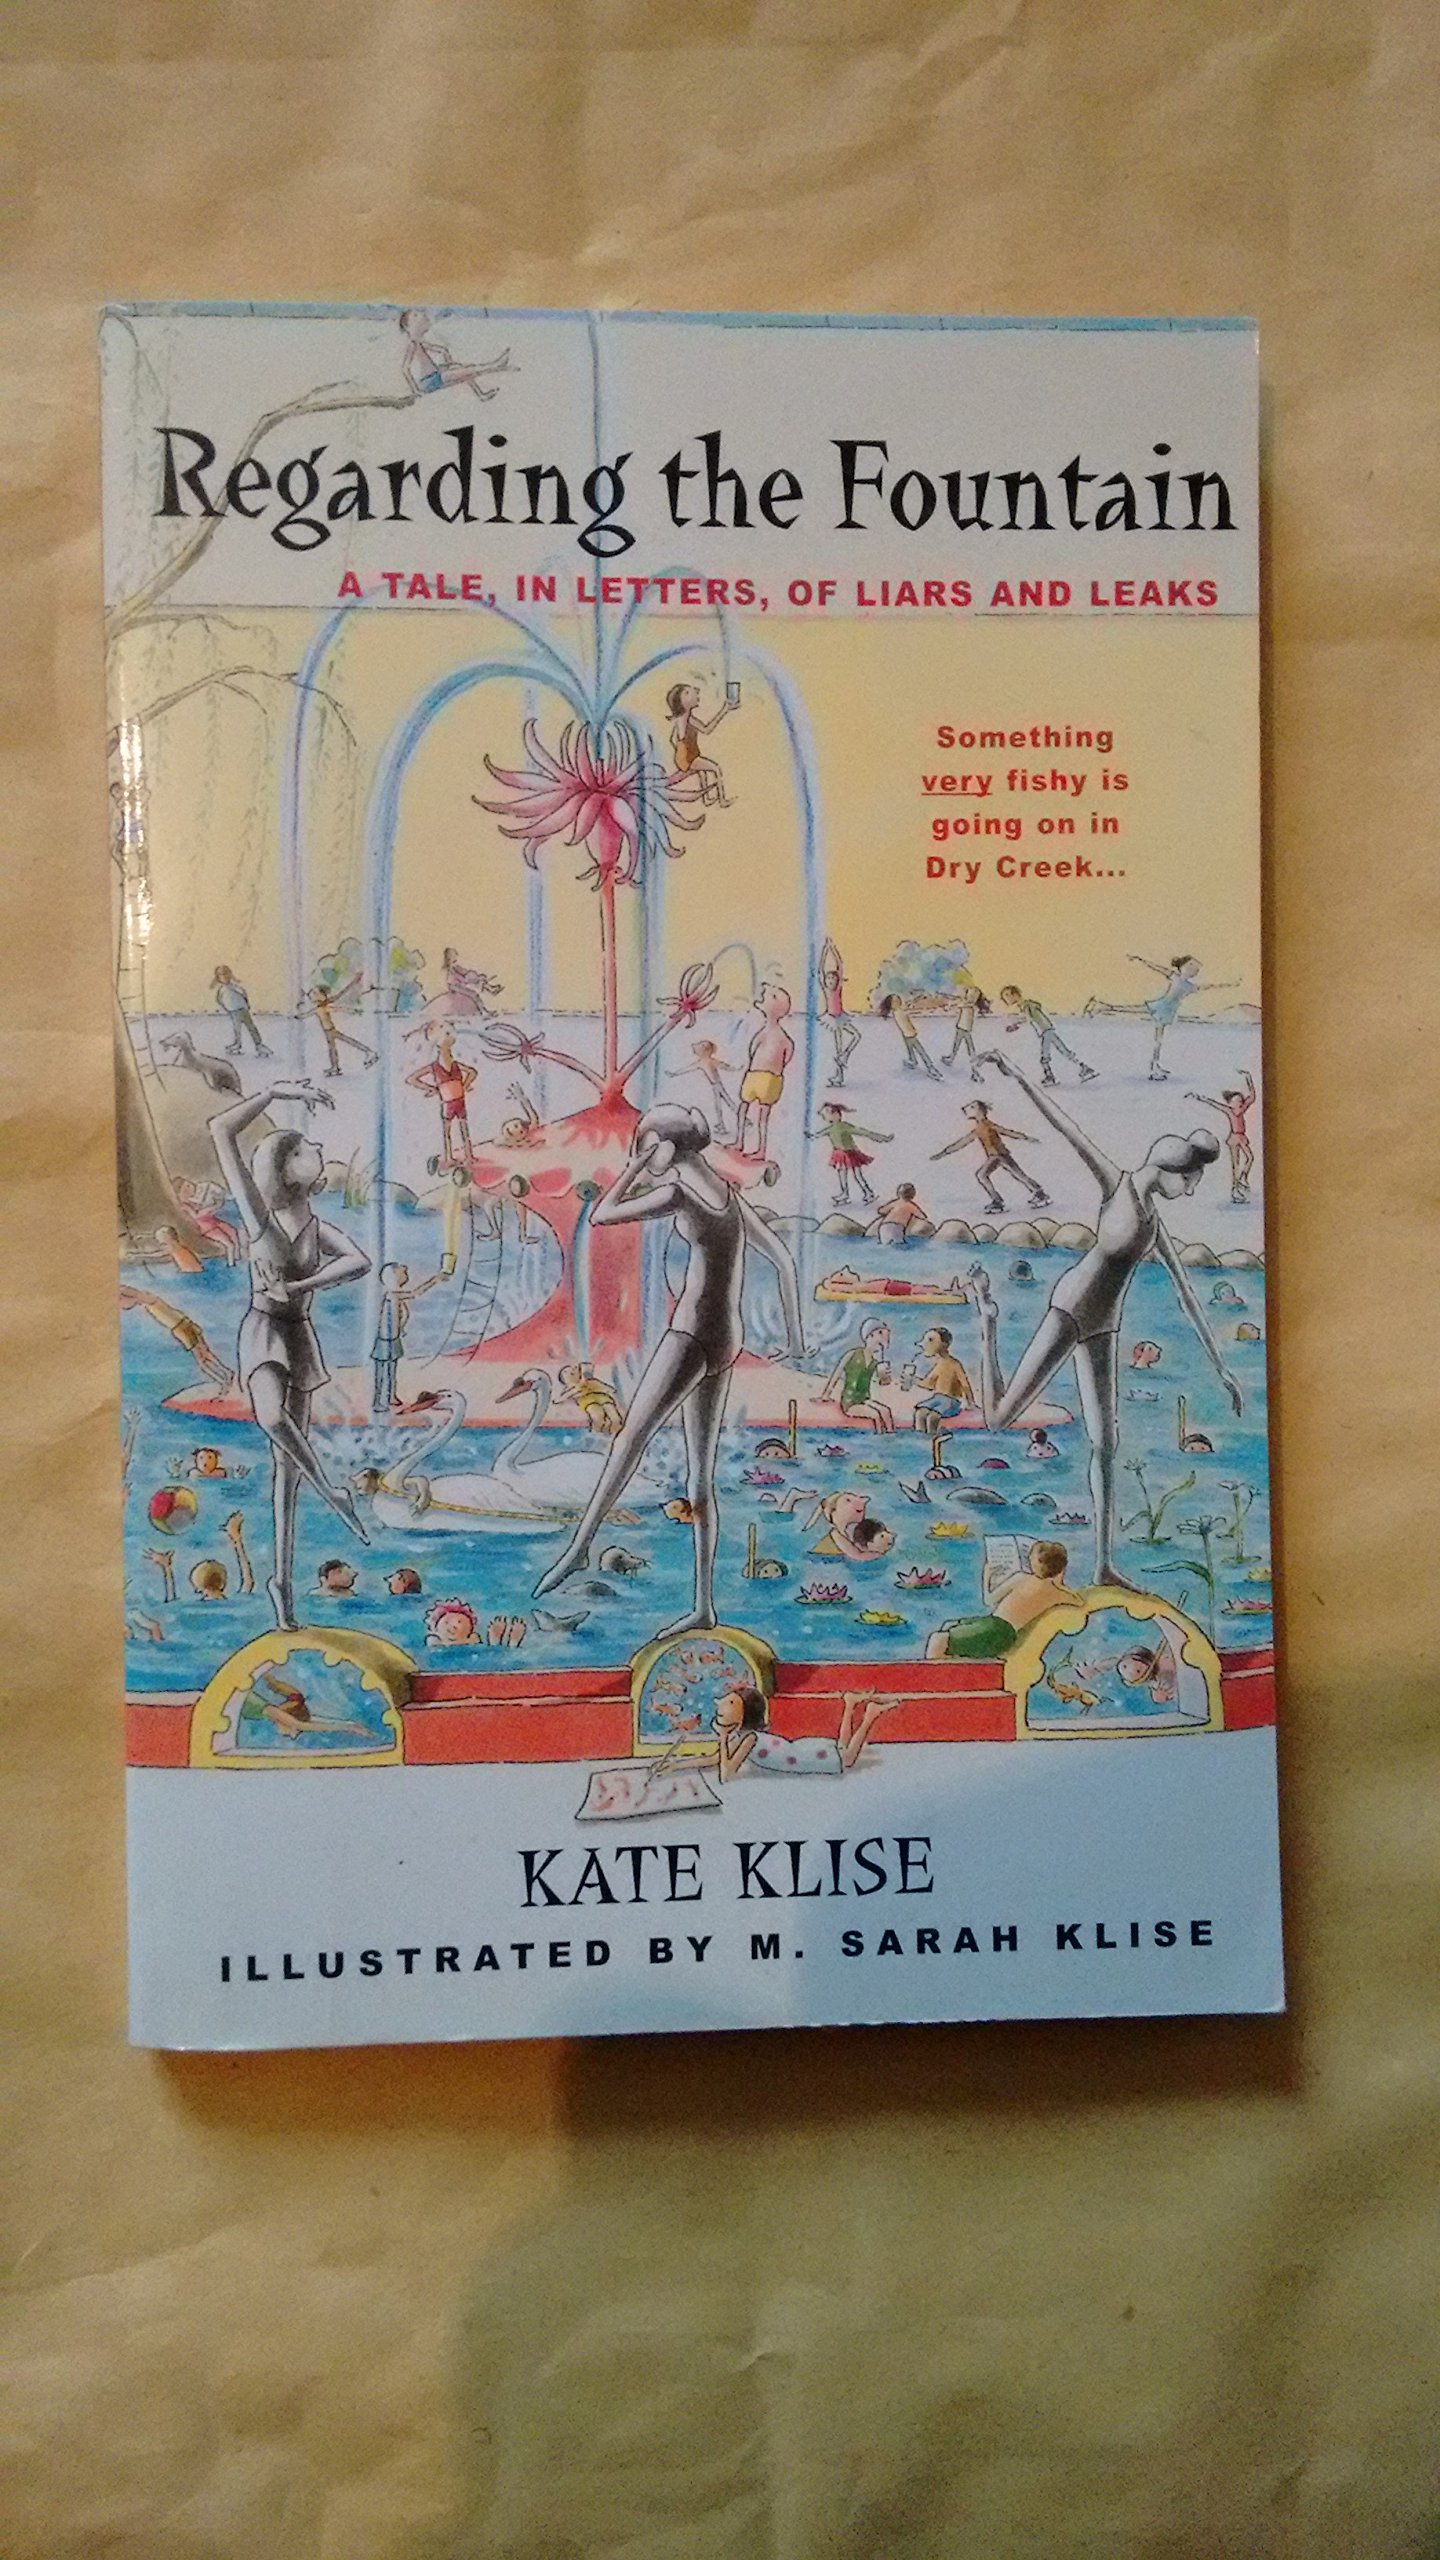 Regarding the Fountain
A TALE, IN LETTERS, OF LIARS AND LEAKS
Something
very fishy is
going on in
Dry Creek...
KATE KLISE
ILLUSTRATED BY M. SARAH KLISE